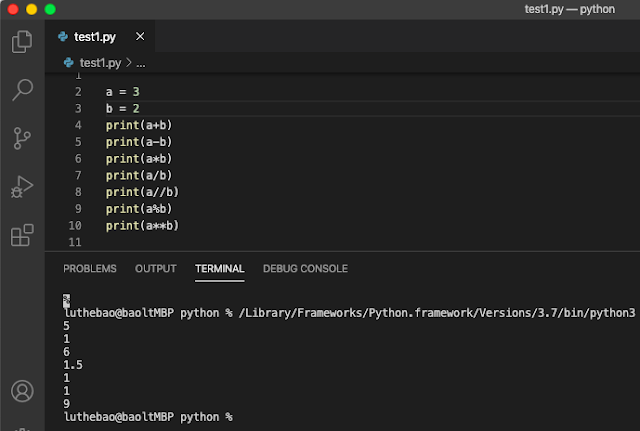 test1.py — python
test1.py
test1.py > ...
1
2 a = 3
3 b = 2
4 print(a+b)
5 print(a-b)
6 print(a*b)
7 print(a/b)
8 print(a//b)
9 print(a%b)
10 print(a**b)
11
PROBLEMS OUTPUT TERMINAL DEBUG CONSOLE
%
luthebao@baoltMBP python % /Library/Frameworks/Python.framework/Versions/3.7/bin/python3
5
1
6
1.5
1
1
9
luthebao@baoltMBP python %